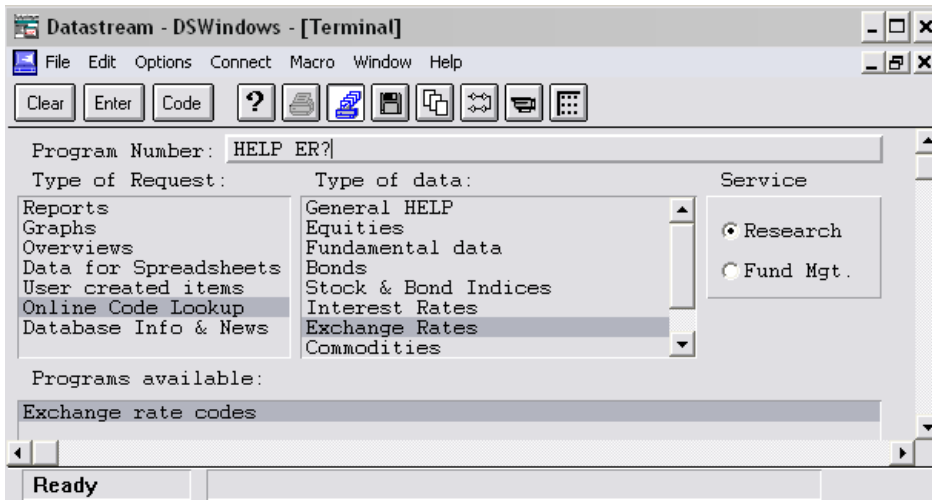 Datastream - DSWindows - [Terminal]
File Edit Options Connect Macro Window Help
Clear Enter Code ?
Program Number: HELP ER?
Type of Request: Type of data: Service
Reports
Graphs
Overviews
Data for Spreadsheets
User created items
Online Code Lookup
Database Info & News
General HELP
Equities
Fundamental data
Bonds
Stock & Bond Indices
Interest Rates
Exchange Rates
Commodities
Research
Fund Mgt.
Programs available:
Exchange rate codes
Ready